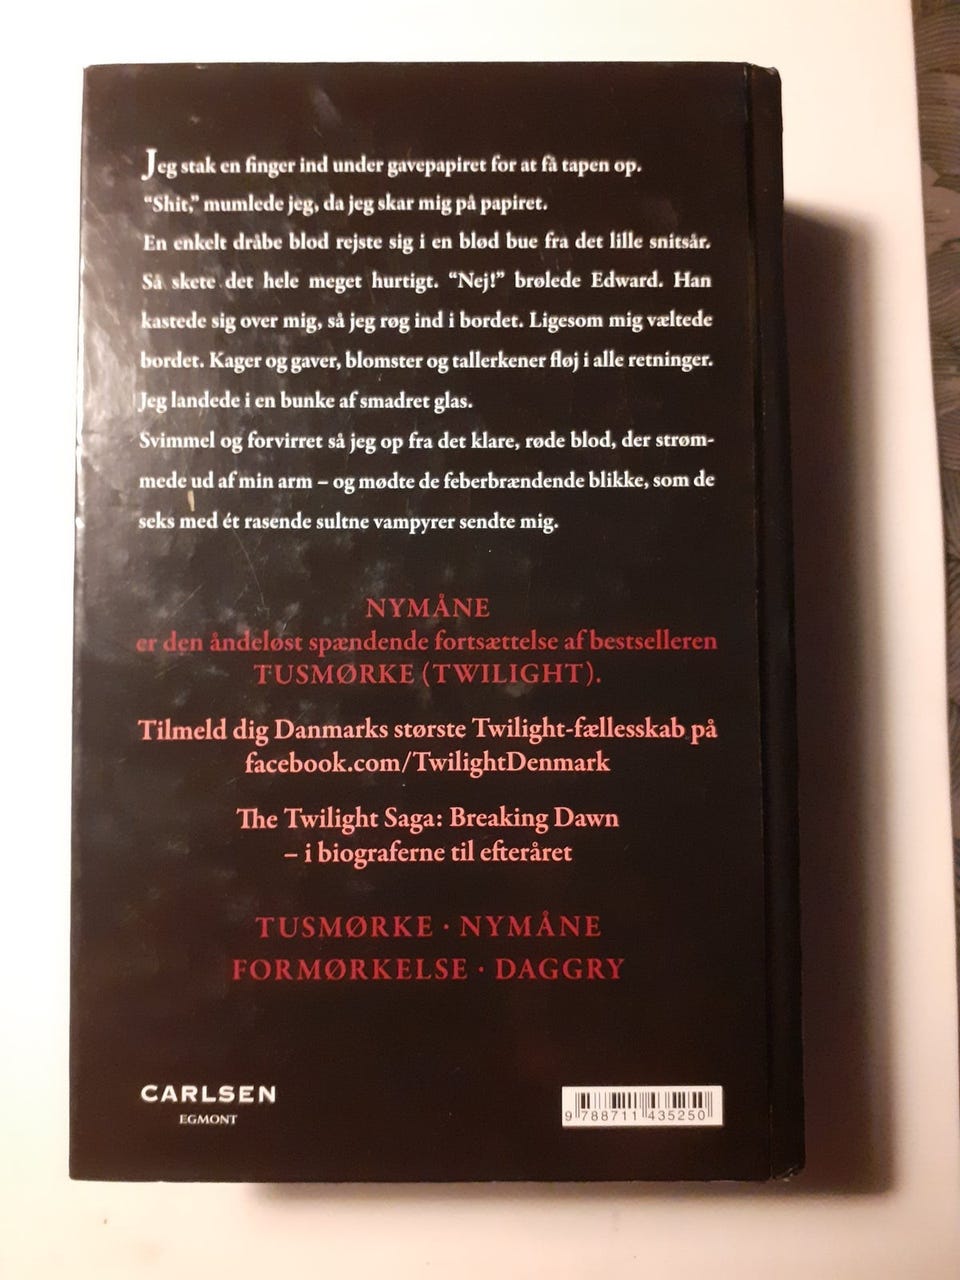 Jeg stak en finger ind under gavepapiret for at få tapen op.
“Shit,” mumlede jeg, da jeg skar mig på papiret.
En enkelt dråbe blod rejste sig i en blød bue fra det lille snitsår.
Så skete det hele meget hurtigt. “Nej!” brølede Edward. Han
kastede sig over mig, så jeg røg ind i bordet. Ligesom mig væltede
bordet. Kager og gaver, blomster og tallerkener fløj i alle retninger.
Jeg landede i en bunke af smadret glas.
Svimmel og forvirret så jeg op fra det klare, røde blod, der strøm-
mede ud af min arm – og mødte de feberbrændende blikke, som de
seks med ét rasende sultne vampyrer sendte mig.
NYMÅNE
er den åndeløst spændende fortsættelse af bestselleren
TUSMØRKE (TWILIGHT).
Tilmeld dig Danmarks største Twilight-fællesskab på
facebook.com/TwilightDenmark
The Twilight Saga: Breaking Dawn
– i biograferne til efteråret
TUSMØRKE · NYMÅNE
FORMØRKELSE · DAGGRY
CARLSEN
EGMONT
9 788711 435250